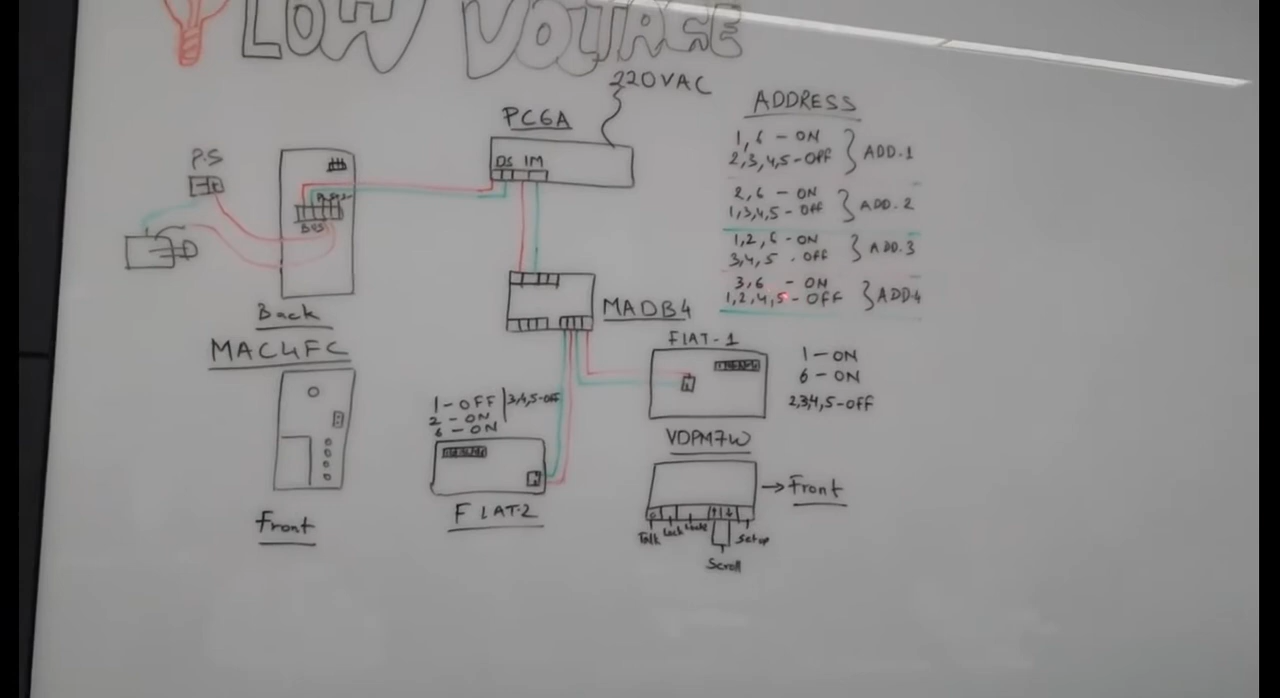 LOW VOLTAGE
220VAC
PC6A
DS IM
P.S
BUS
Back
MAC4FC
Front
MADB4
ADDRESS
1,6 - ON
2,3,4,5 - OFF
} ADD.1
2,6 - ON
1,3,4,5 - OFF
} ADD.2
1,2,6 - ON
3,4,5 . OFF
} ADD.3
3,6 - ON
1,2,4,5 - OFF
} ADD4
FLAT-1
1 - ON
6 - ON
2,3,4,5-OFF
1 - OFF | 3,4,5-OFF
2 - ON
6 - ON
FLAT-2
VDPM7W
→ Front
Talk Lock ↑ ↓ Setup
Scroll